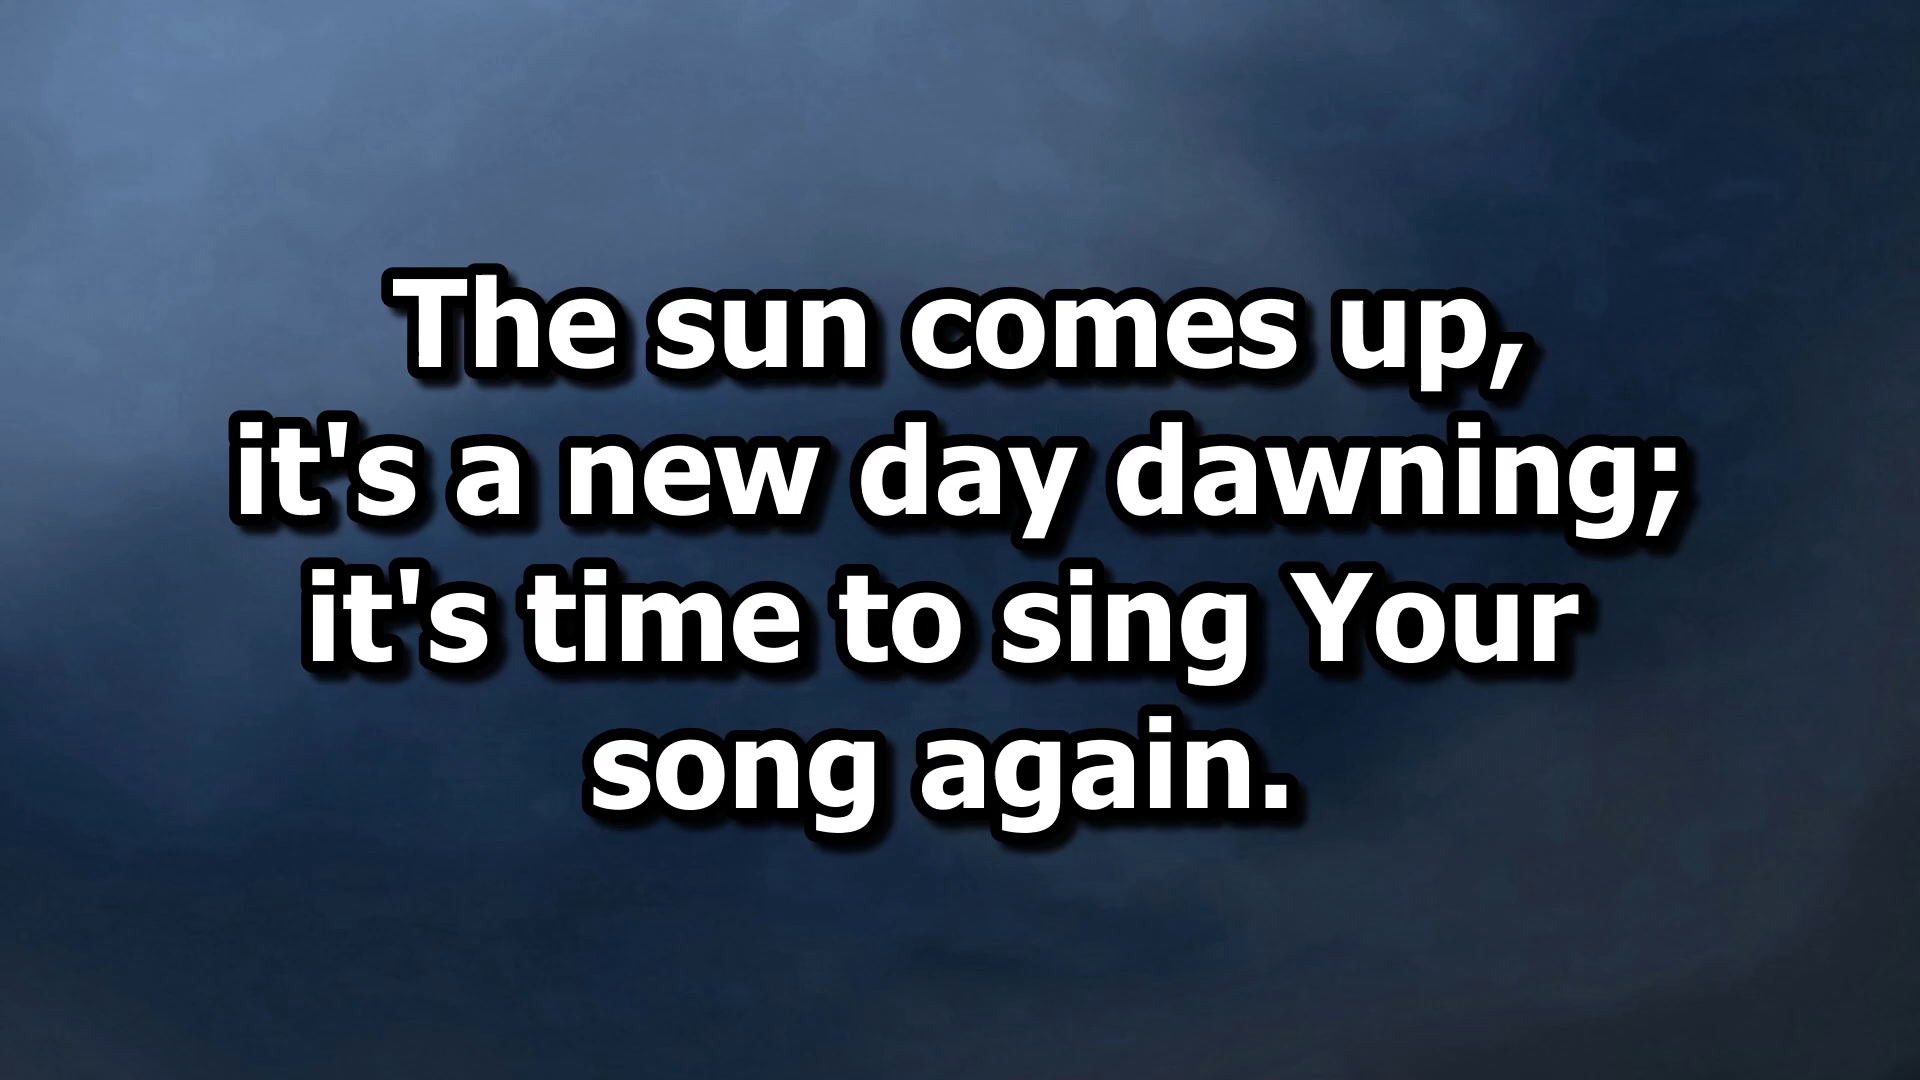 The sun comes up,
it's a new day dawning;
it's time to sing Your
song again.